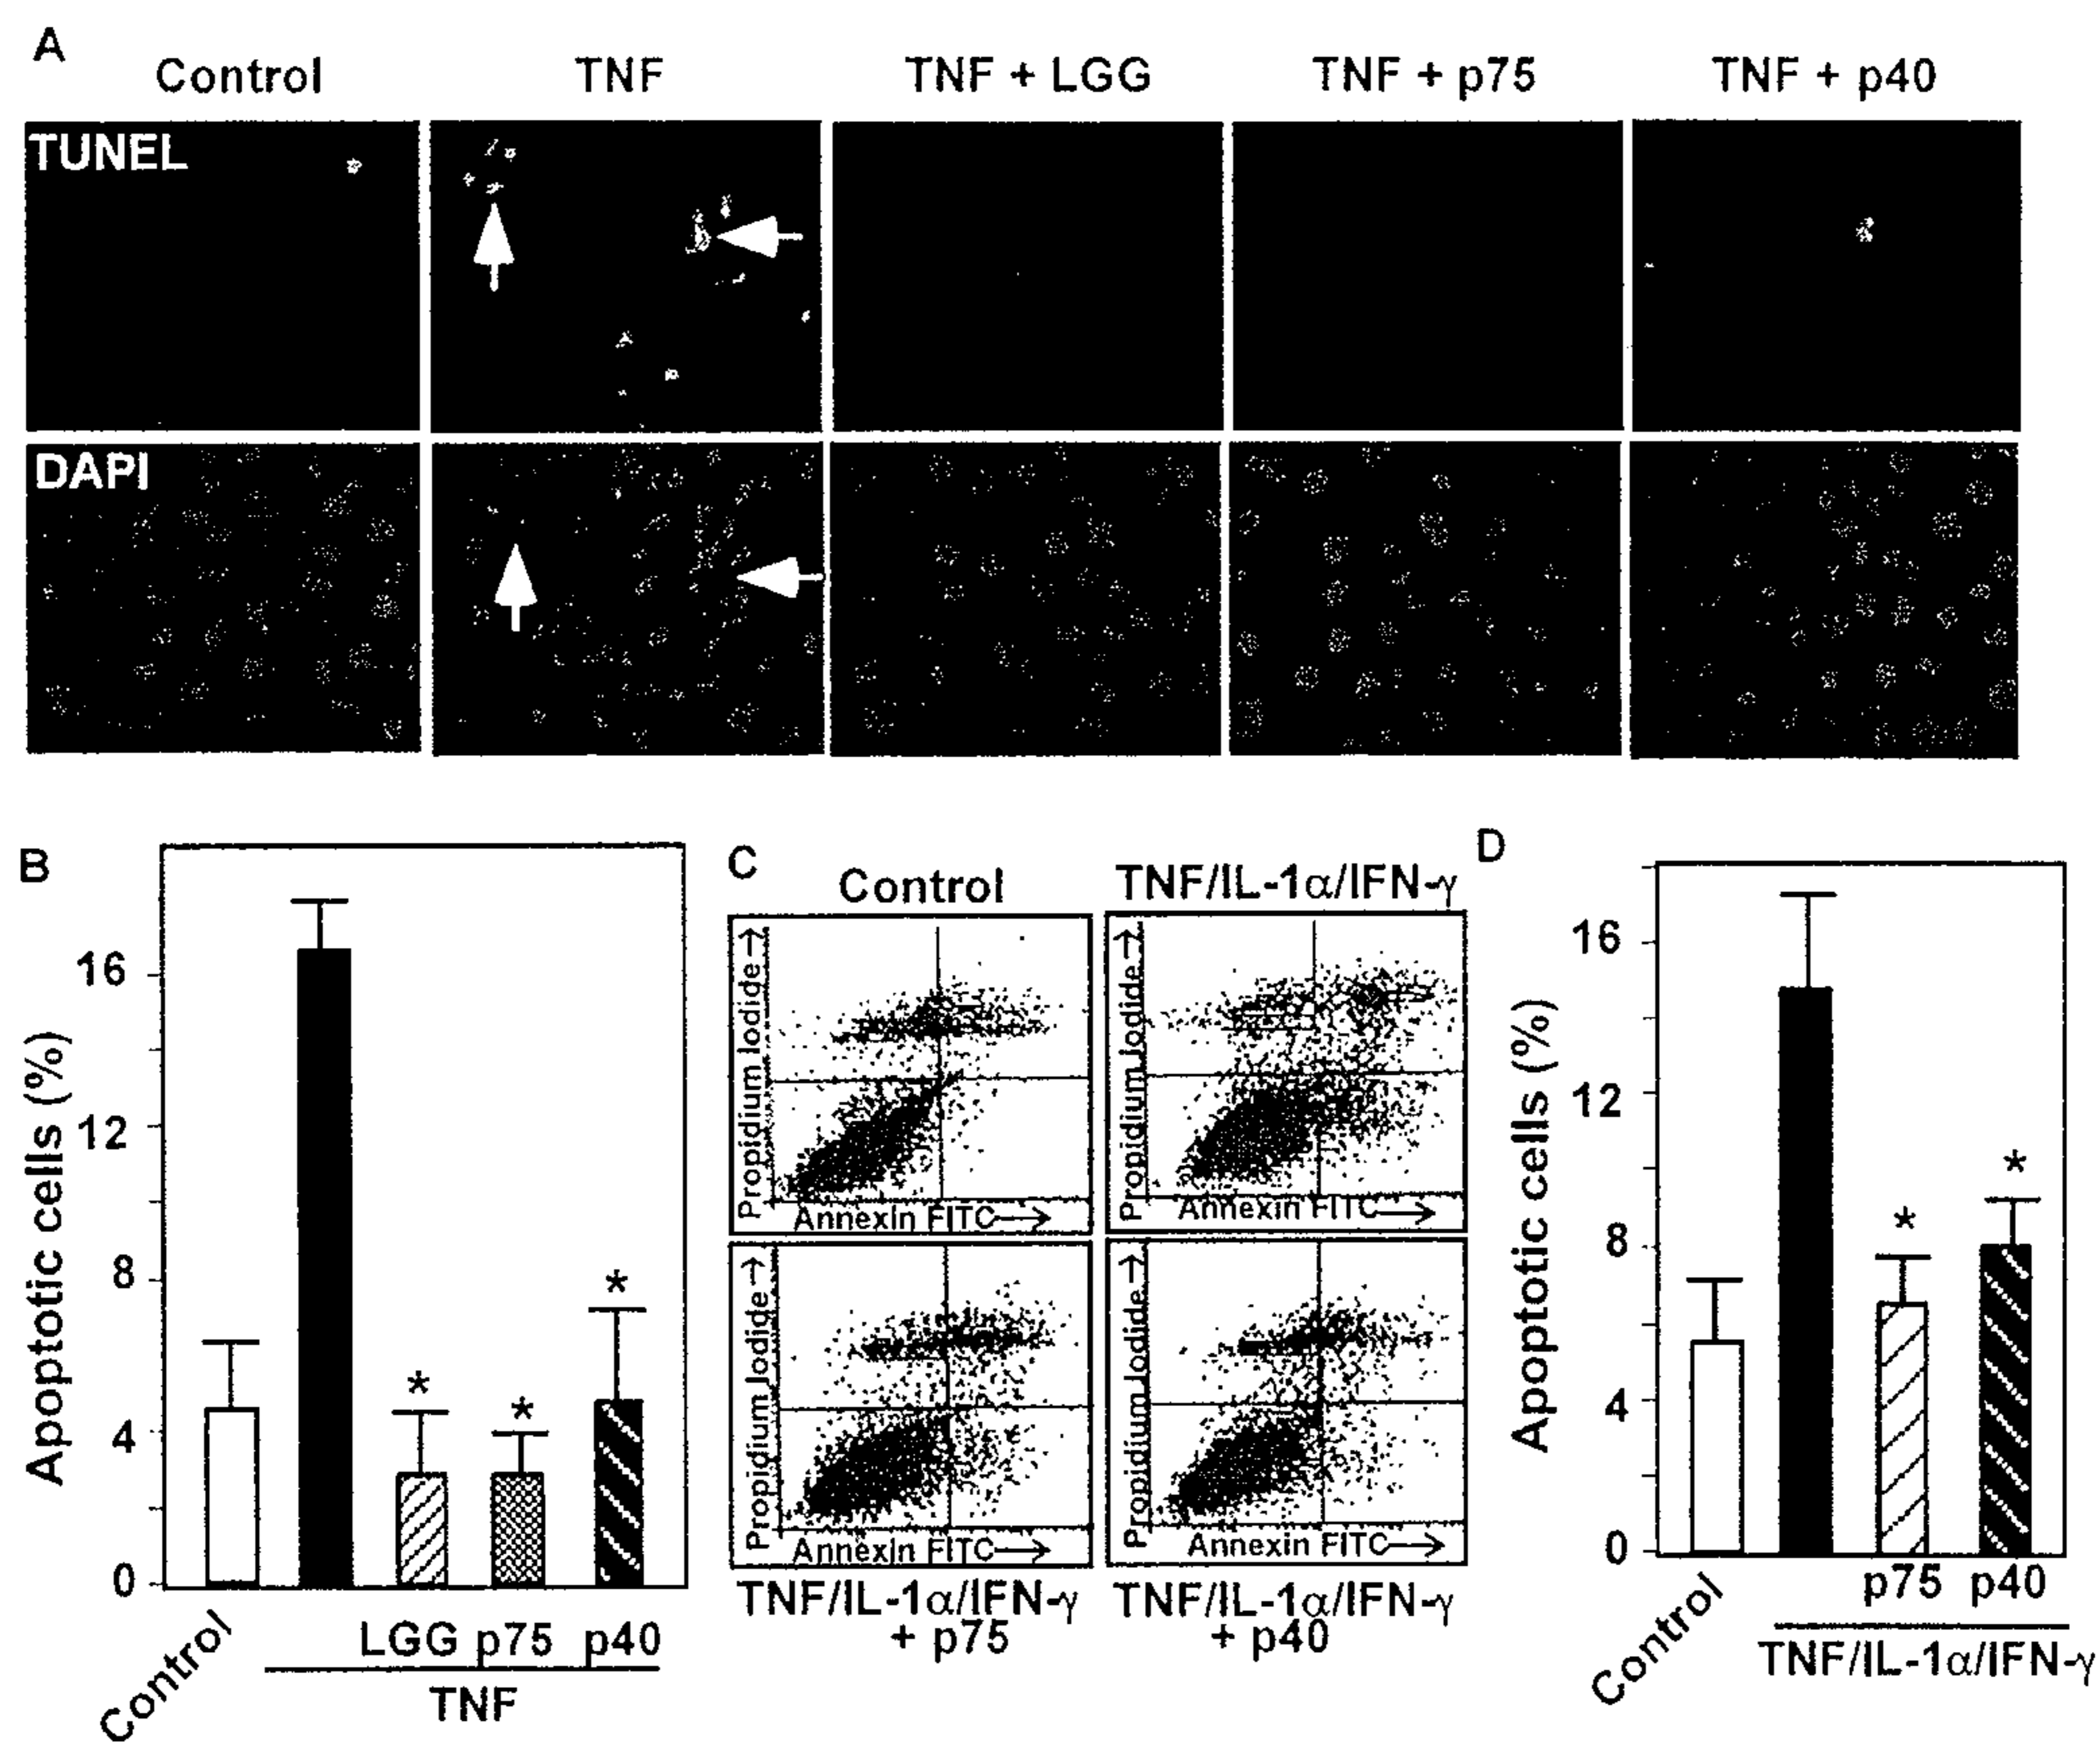 A
Control
TNF
TNF + LGG
TNF + p75
TNF + p40
TUNEL
DAPI
B
Apoptotic cells (%)
16
12
8
4
0
*
*
*
Control
LGG p75 p40
TNF
C
Control
TNF/IL-1α/IFN-γ
Propidium Iodide→
Annexin FITC→
Propidium Iodide→
Annexin FITC→
Propidium Iodide→
Annexin FITC→
Propidium Iodide→
Annexin FITC→
TNF/IL-1α/IFN-γ
+ p75
TNF/IL-1α/IFN-γ
+ p40
D
Apoptotic cells (%)
16
12
8
4
0
*
*
Control
p75 p40
TNF/IL-1α/IFN-γ